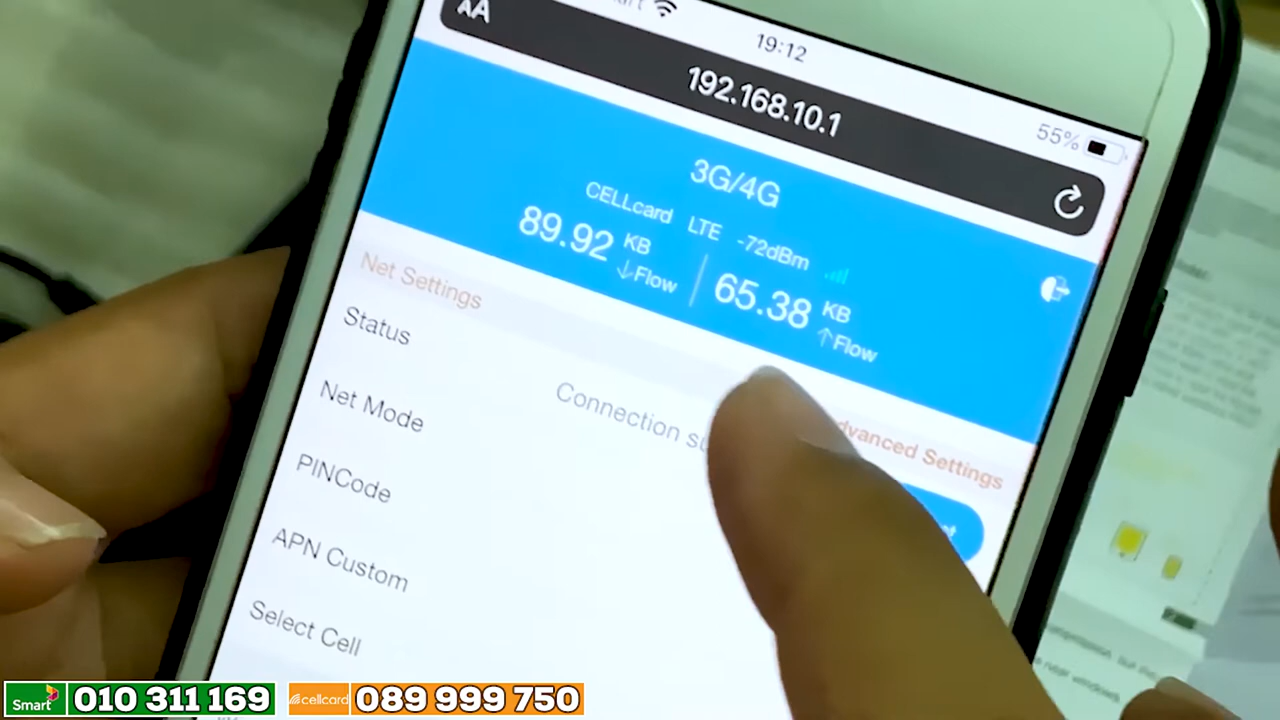 AA
19:12
192.168.10.1
55%
3G/4G
CELLcard LTE -72dBm
89.92 KB ↓Flow
65.38 KB ↑Flow
Net Settings
Advanced Settings
Status
Connection
Net Mode
PINCode
APN Custom
Select Cell
Smart 010 311 169
cellcard 089 999 750